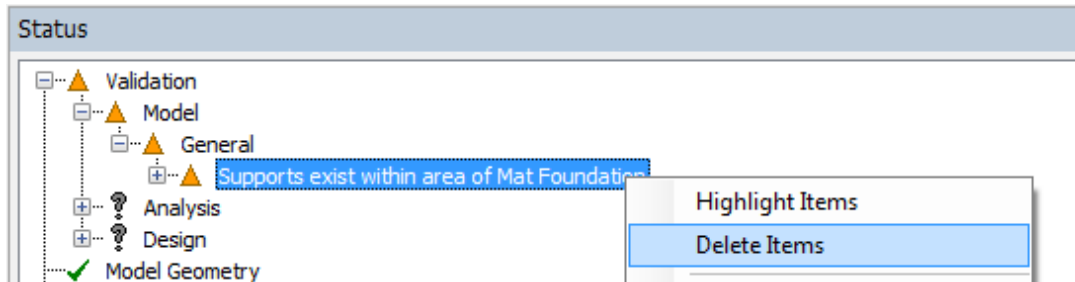 Status
Validation
Model
General
Supports exist within area of Mat Foundation
Highlight Items
Analysis
Delete Items
Design
Model Geometry